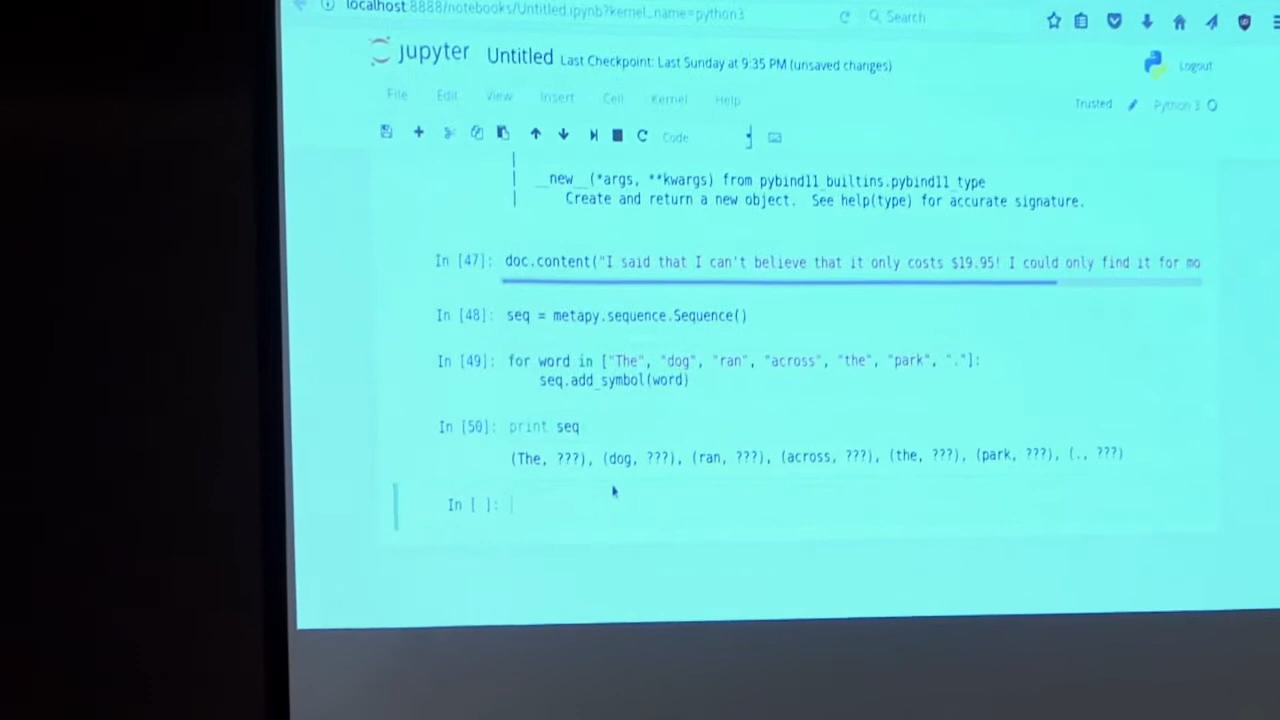 localhost:8888/notebooks/Untitled.ipynb?kernel_name=python3
Search
jupyter Untitled Last Checkpoint: Last Sunday at 9:35 PM (unsaved changes)
Logout
File Edit View Insert Cell Kernel Help
Trusted Python 3
Code
__new__(*args, **kwargs) from pybind11_builtins.pybind11_type
Create and return a new object. See help(type) for accurate signature.
In [47]: doc.content("I said that I can't believe that it only costs $19.95! I could only find it for mo
In [48]: seq = metapy.sequence.Sequence()
In [49]: for word in ["The", "dog", "ran", "across", "the", "park", "."]:
seq.add_symbol(word)
In [50]: print seq
(The, ???), (dog, ???), (ran, ???), (across, ???), (the, ???), (park, ???), (., ???)
In [ ]: